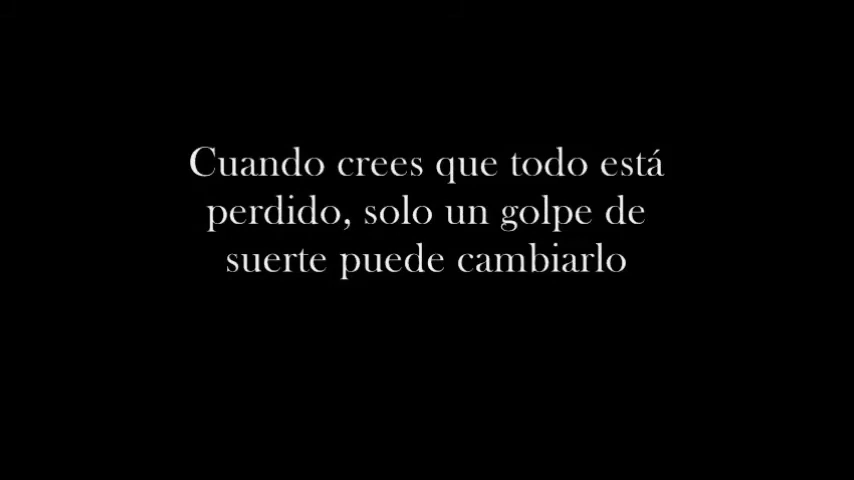 Cuando crees que todo está
perdido, solo un golpe de
suerte puede cambiarlo